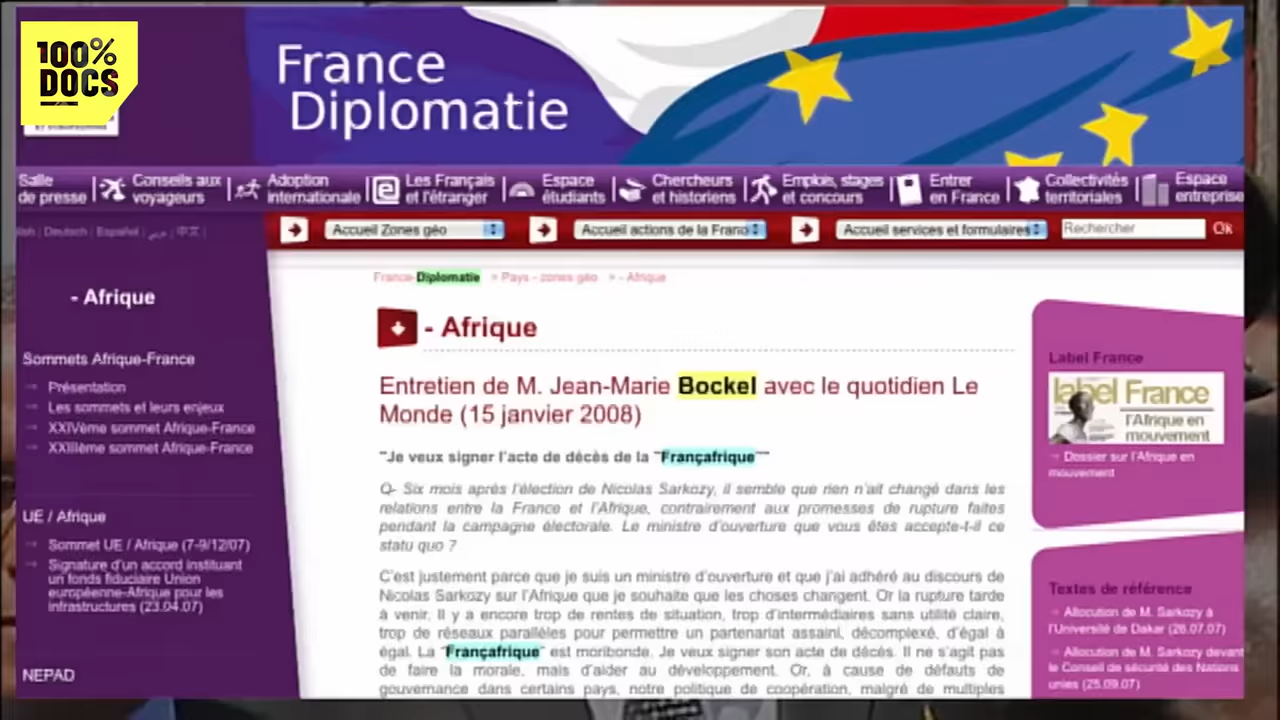 100%
DOCS
France
Diplomatie
Salle
de presse
Conseils aux
voyageurs
Adoption
internationale
Les Français
et l'étranger
Espace
étudiants
Chercheurs
et historiens
Emplois, stages
et concours
Entrer
en France
Collectivités
territoriales
Espace
entreprise
Accueil Zones géo
Accueil actions de la Franc
Accueil services et formulaires
Rechercher
Ok
lish | Deutsch | Español | عربي | 中文 |
- Afrique
Sommets Afrique-France
Présentation
Les sommets et leurs enjeux
XXIVème sommet Afrique-France
XXIIIème sommet Afrique-France
UE / Afrique
Sommet UE / Afrique (7-9/12/07)
Signature d'un accord instituant
un fonds fiduciaire Union
européenne-Afrique pour les
infrastructures (23.04.07)
NEPAD
France-Diplomatie > Pays - zones géo > - Afrique
- Afrique
Entretien de M. Jean-Marie Bockel avec le quotidien Le
Monde (15 janvier 2008)
"Je veux signer l'acte de décès de la "Françafrique""
Q- Six mois après l'élection de Nicolas Sarkozy, il semble que rien n'ait changé dans les
relations entre la France et l'Afrique, contrairement aux promesses de rupture faites
pendant la campagne électorale. Le ministre d'ouverture que vous êtes accepte-t-il ce
statu quo ?
C'est justement parce que je suis un ministre d'ouverture et que j'ai adhéré au discours de
Nicolas Sarkozy sur l'Afrique que je souhaite que les choses changent. Or la rupture tarde
à venir. Il y a encore trop de rentes de situation, trop d'intermédiaires sans utilité claire,
trop de réseaux parallèles pour permettre un partenariat assaini, décomplexé, d'égal à
égal. La "Françafrique" est moribonde. Je veux signer son acte de décès. Il ne s'agit pas
de faire la morale, mais d'aider au développement. Or, à cause de défauts de
gouvernance dans certains pays, notre politique de coopération, malgré de multiples
Label France
label France
l'Afrique en
mouvement
Dossier sur l'Afrique en
mouvement
Textes de référence
Allocution de M. Sarkozy à
l'Université de Dakar (26.07.07)
Allocution de M. Sarkozy devant
le Conseil de sécurité des Nations
unies (25.09.07)